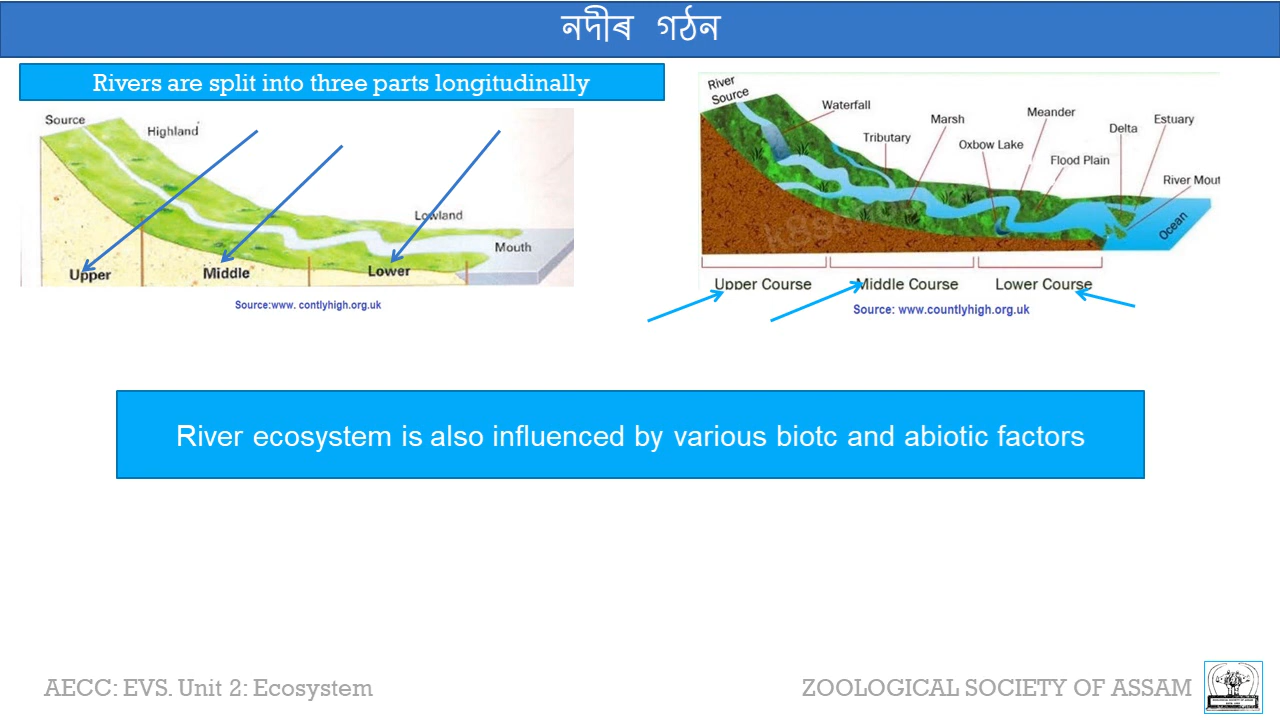 নদীৰ গঠন
Rivers are split into three parts longitudinally
Source
Highland
Lowland
Mouth
Upper
Middle
Lower
Source:www. contlyhigh.org.uk
River
Source
Waterfall
Tributary
Marsh
Oxbow Lake
Meander
Flood Plain
Delta
Estuary
River Mout
Ocean
Upper Course
Middle Course
Lower Course
Source: www.countlyhigh.org.uk
River ecosystem is also influenced by various biotc and abiotic factors
AECC: EVS. Unit 2: Ecosystem
ZOOLOGICAL SOCIETY OF ASSAM